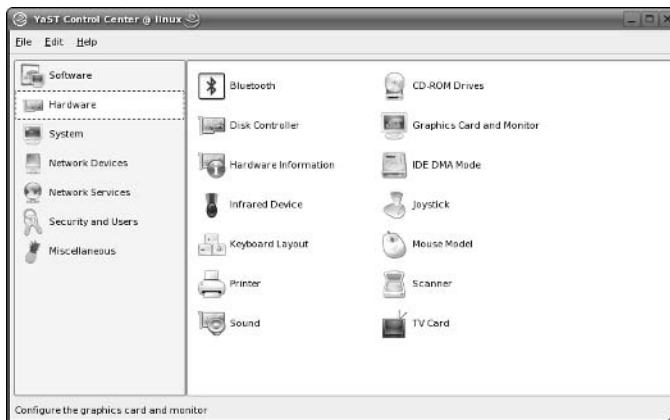 YaST Control Center @ linux
File Edit Help
Software
Hardware
System
Network Devices
Network Services
Security and Users
Miscellaneous
Bluetooth
CD-ROM Drives
Disk Controller
Graphics Card and Monitor
Hardware Information
IDE DMA Mode
Infrared Device
Joystick
Keyboard Layout
Mouse Model
Printer
Scanner
Sound
TV Card
Configure the graphics card and monitor